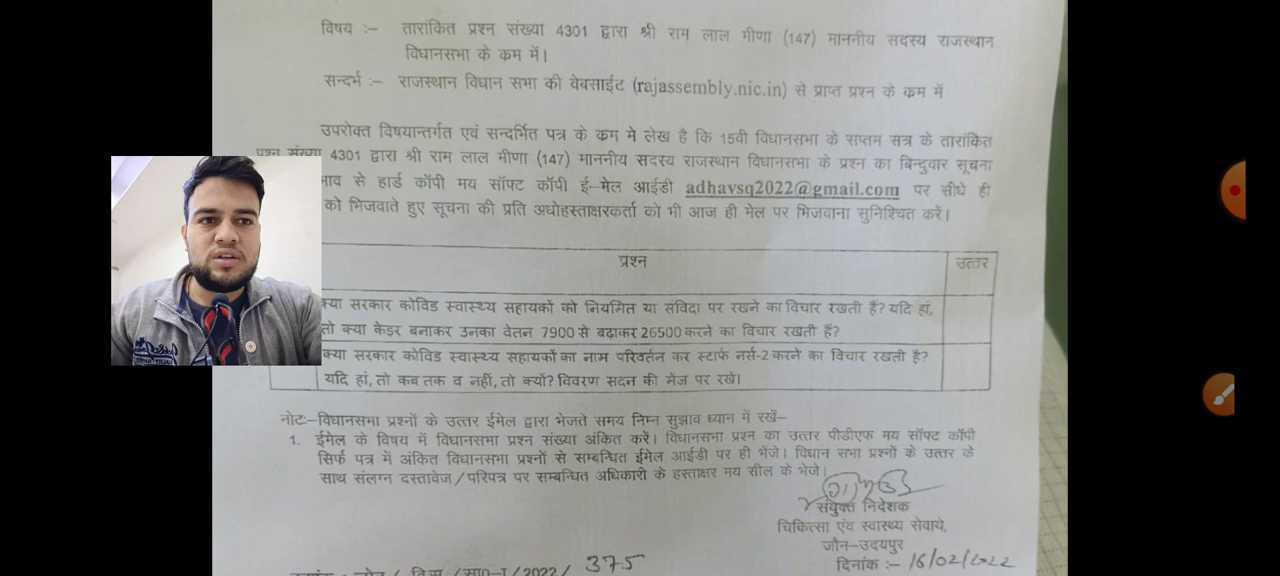 विषय :– तारांकित प्रश्न संख्या 4301 द्वारा श्री राम लाल मीणा (147) माननीय सदस्य राजस्थान
विधानसभा के कम में।
सन्दर्भ :– राजस्थान विधान सभा की वेबसाईट (rajassembly.nic.in) से प्राप्त प्रश्न के कम में
उपरोक्त विषयान्तर्गत एवं सन्दर्भित पत्र के कम मे लेख है कि 15वी विधानसभा के सप्तम सत्र के तारांकित
प्रश्न संख्या 4301 द्वारा श्री राम लाल मीणा (147) माननीय सदस्य राजस्थान विधानसभा के प्रश्न का बिन्दुवार सूचना
से हार्ड कॉपी मय सॉफ्ट कॉपी ई–मेल आईडी adhavsq2022@gmail.com पर सीधे ही
को भिजवाते हुए सूचना की प्रति अधोहस्ताक्षरकर्ता को भी आज ही मेल पर भिजवाना सुनिश्चित करें।
प्रश्न उत्तर
क्या सरकार कोविड स्वास्थ्य सहायकों को नियमित या संविदा पर रखने का विचार रखती हैं? यदि हां,
तो क्या केडर बनाकर उनका वेतन 7900 से बढाकर 26500 करने का विचार रखती हैं?
क्या सरकार कोविड स्वास्थ्य सहायकों का नाम परिवर्तन कर स्टार्फ नर्स-2 करने का विचार रखती है?
यदि हां, तो कब तक व नहीं, तो क्यों? विवरण सदन की मेंज पर रखें।
नोटः–विधानसभा प्रश्नों के उत्तर ईमेल द्वारा भेजते समय निम्न सुझाव ध्यान में रखें–
1. ईमेल के विषय में विधानसभा प्रश्न संख्या अंकित करें। विधानसभा प्रश्न का उत्तर पीडीएफ मय सॉफ्ट कॉपी
सिर्फ पत्र में अंकित विधानसभा प्रश्नों से सम्बन्धित ईमेल आईडी पर ही भेंजे। विधान सभा प्रश्नों के उत्तर के
साथ संलग्न दस्तावेज/परिपत्र पर सम्बन्धित अधिकारी के हस्ताक्षर मय सील के भेजे।
संयुक्त निदेशक
चिकित्सा एंव स्वास्थ्य सेवाये,
जौन–उदयपुर
दिनांक :– 16/02/2022
/2022/ 375